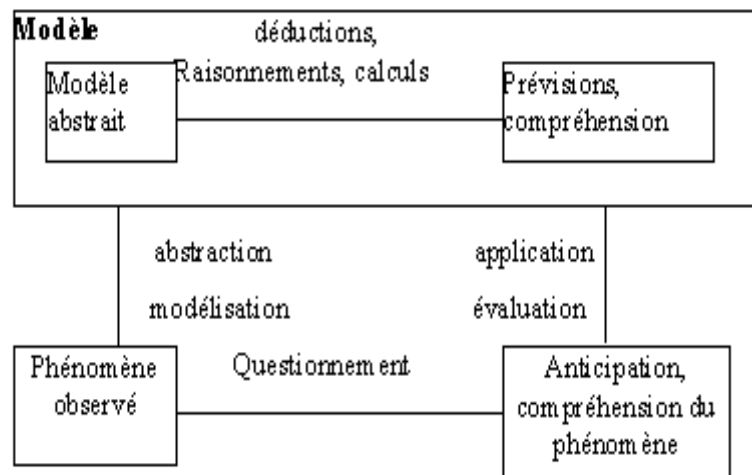 Modèle
déductions,
Raisonnements, calculs
Modèle
abstrait
Prévisions,
compréhension
abstraction
modélisation
application
évaluation
Phénomène
observé
Questionnement
Anticipation,
compréhension du
phénomène